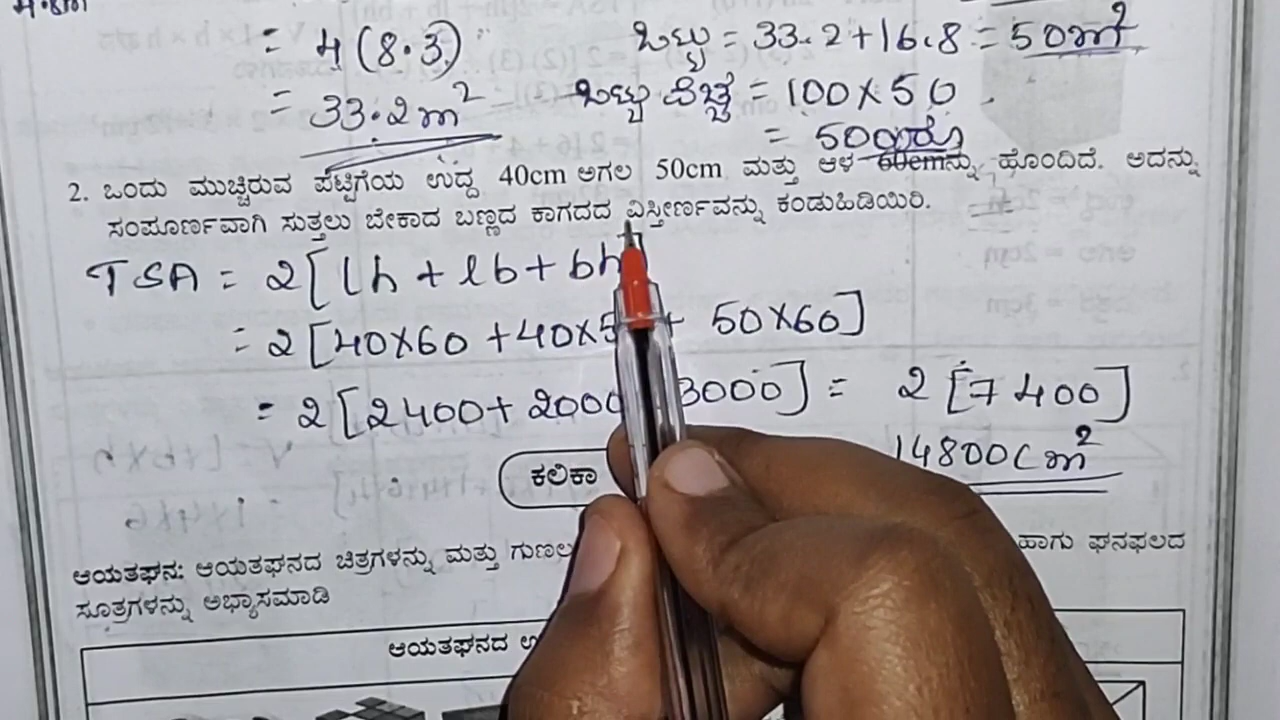 = 4(8.3)
= 33.2m²
ಒಟ್ಟು = 33.2+16.8 = 50m²
ಒಟ್ಟು ವೆಚ್ಚ = 100×50
= 5000ರೂ
2. ಒಂದು ಮುಚ್ಚಿರುವ ಪೆಟ್ಟಿಗೆಯ ಉದ್ದ 40cm ಅಗಲ 50cm ಮತ್ತು ಆಳ 60cmನ್ನು ಹೊಂದಿದೆ. ಅದನ್ನು
ಸಂಪೂರ್ಣವಾಗಿ ಸುತ್ತಲು ಬೇಕಾದ ಬಣ್ಣದ ಕಾಗದದ ವಿಸ್ತೀರ್ಣವನ್ನು ಕಂಡುಹಿಡಿಯಿರಿ.
TSA = 2[lh + lb + bh]
= 2[40×60 +40×5 + 50×60]
= 2[2400+ 2000 3000] = 2[7400]
14800cm²
ಕಲಿಕಾ
ಆಯತಘನ: ಆಯತಘನದ ಚಿತ್ರಗಳನ್ನು ಮತ್ತು ಗುಣಲ ಹಾಗು ಘನಫಲದ
ಸೂತ್ರಗಳನ್ನು ಅಭ್ಯಾಸಮಾಡಿ
ಆಯತಘನದ